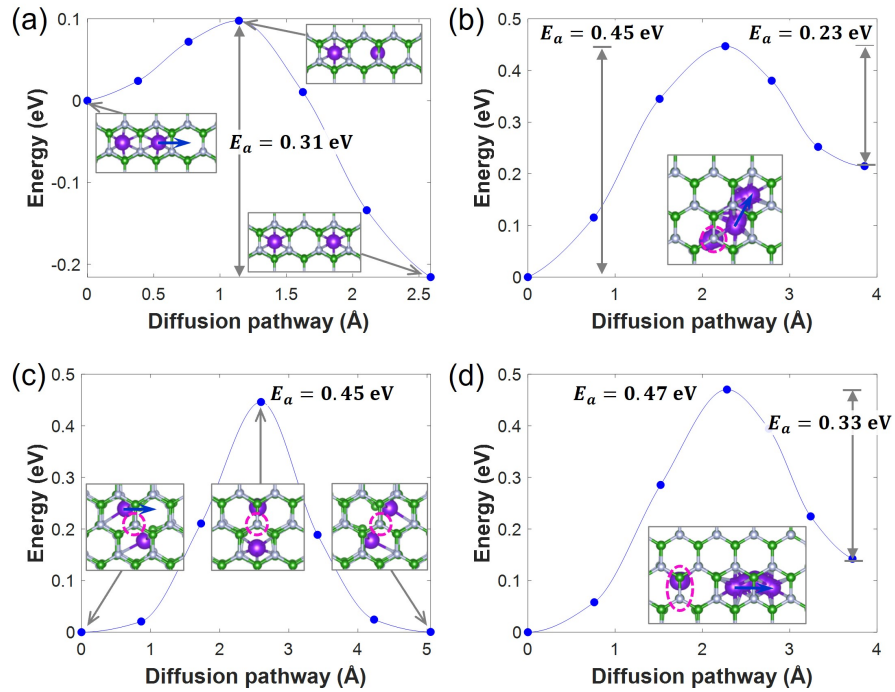 (a)
0.1
0
-0.1
-0.2
Energy (eV)
E_a = 0.31 eV
0
0.5
1
1.5
2
2.5
Diffusion pathway (Å)
(b)
0.5
0.4
0.3
0.2
0.1
0
Energy (eV)
E_a = 0.45 eV
E_a = 0.23 eV
0
1
2
3
4
Diffusion pathway (Å)
(c)
0.5
0.4
0.3
0.2
0.1
0
Energy (eV)
E_a = 0.45 eV
0
1
2
3
4
5
Diffusion pathway (Å)
(d)
0.5
0.4
0.3
0.2
0.1
0
Energy (eV)
E_a = 0.47 eV
E_a = 0.33 eV
0
1
2
3
4
Diffusion pathway (Å)